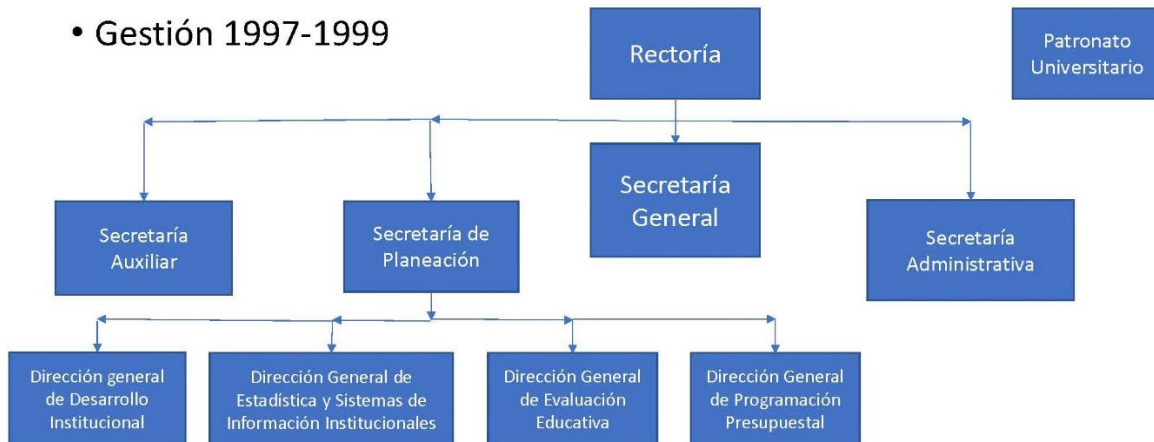 • Gestión 1997-1999
Rectoría
Patronato
Universitario
Secretaría
General
Secretaría
Auxiliar
Secretaría de
Planeación
Secretaría
Administrativa
Dirección general
de Desarrollo
Institucional
Dirección General de
Estadística y Sistemas de
Información Institucionales
Dirección General
de Evaluación
Educativa
Dirección General
de Programación
Presupuestal